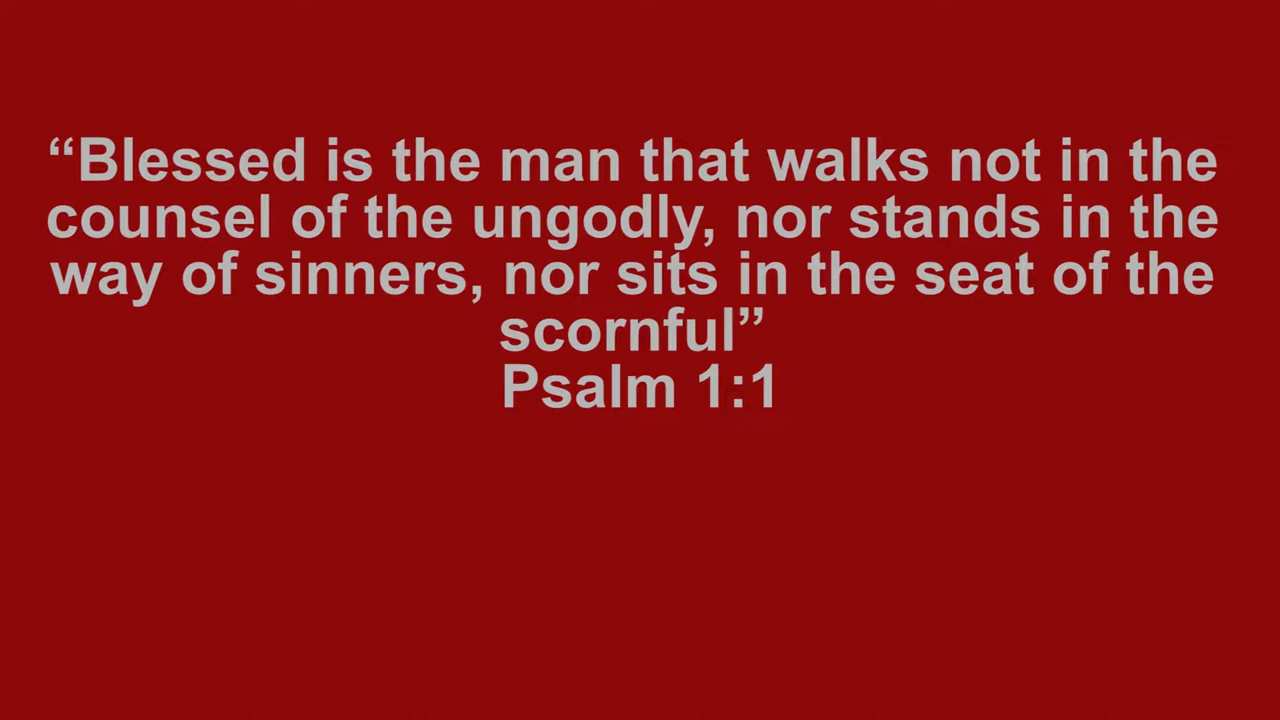 “Blessed is the man that walks not in the
counsel of the ungodly, nor stands in the
way of sinners, nor sits in the seat of the
scornful”
Psalm 1:1